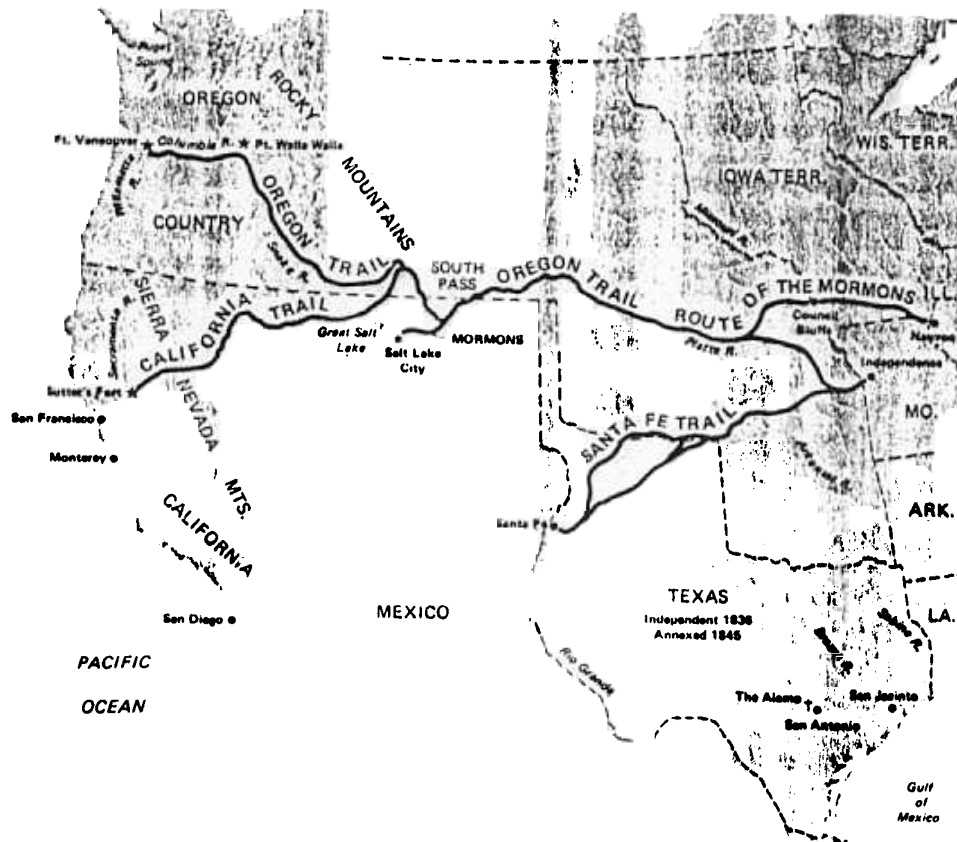 Puget
Sound
OREGON
ROCKY
WIS. TERR.
Ft. Vancouver
Columbia R.
Ft. Walla Walla
IOWA TERR.
Willamette
R.
MOUNTAINS
COUNTRY
OREGON
Missouri R.
Snake R.
TRAIL
SOUTH
PASS
OREGON TRAIL
ROUTE OF THE MORMONS
ILL.
SIERRA
Sacramento R.
CALIFORNIA TRAIL
Great Salt
Lake
MORMONS
Council
Bluffs
Nauvoo
Salt Lake
City
Platte R.
Independence
Sutter's Fort
NEVADA
San Francisco
SANTA FE TRAIL
MO.
Monterey
Arkansas R.
MTS.
CALIFORNIA
ARK.
Santa Fe
TEXAS
Independent 1836
Annexed 1845
LA.
San Diego
MEXICO
Sabine R.
PACIFIC
OCEAN
Rio Grande
The Alamo
San Jacinto
San Antonio
Gulf
of
Mexico